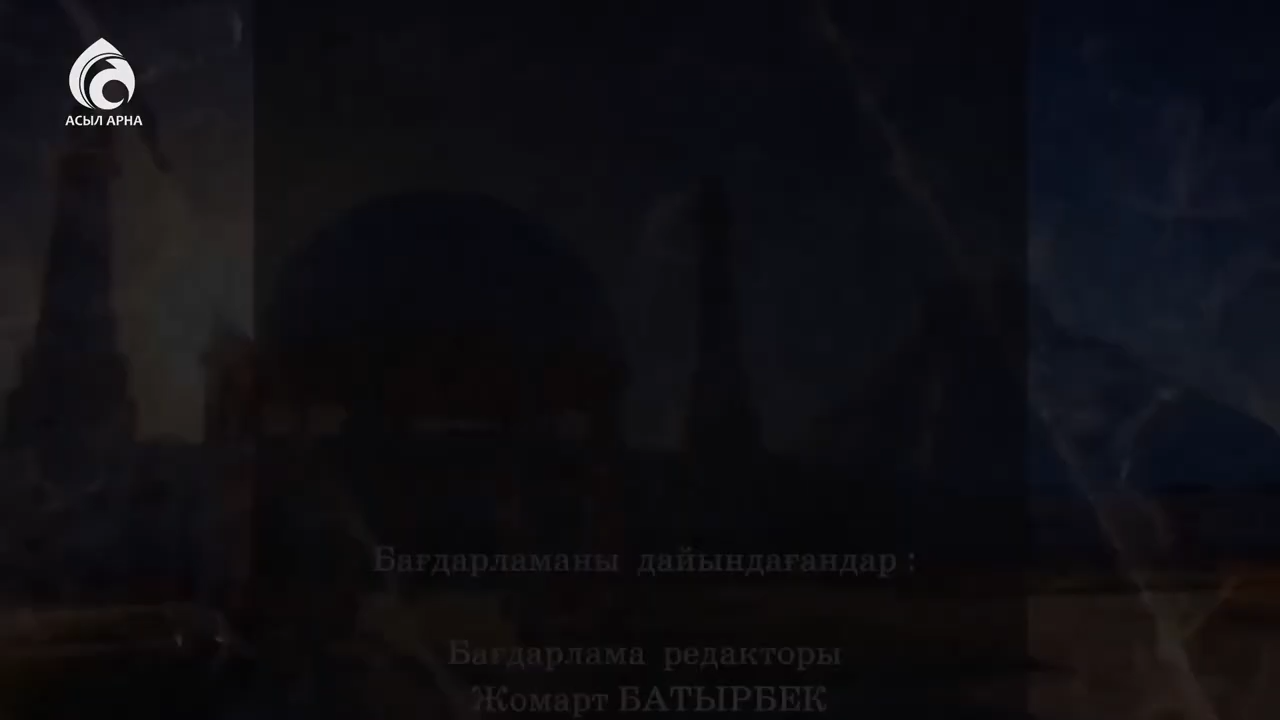 АСЫЛ АРНА
Бағдарламаны дайындағандар :
Бағдарлама редакторы
Жомарт БАТЫРБЕК